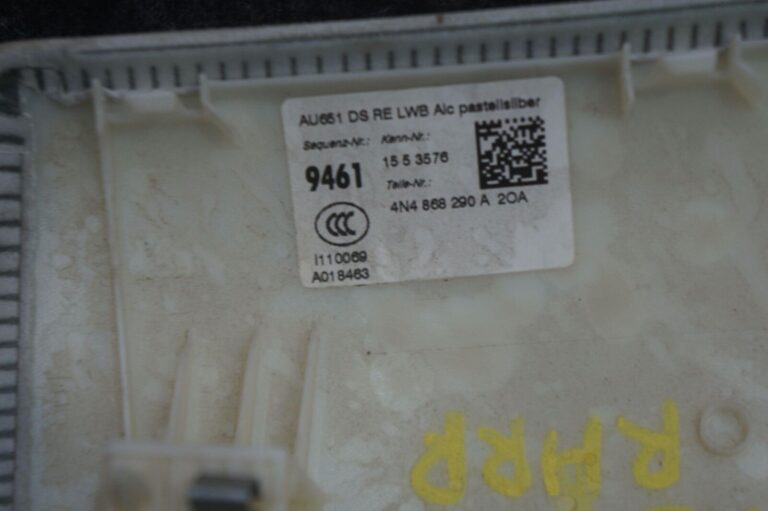 AU651 DS RE LWB Alc pastellsilber
Sequenz-Nr.: Kenn-Nr.:
9461 15 5 3576
Teile-Nr.:
4N4 868 290 A 2OA
CCC
I110069
A018463